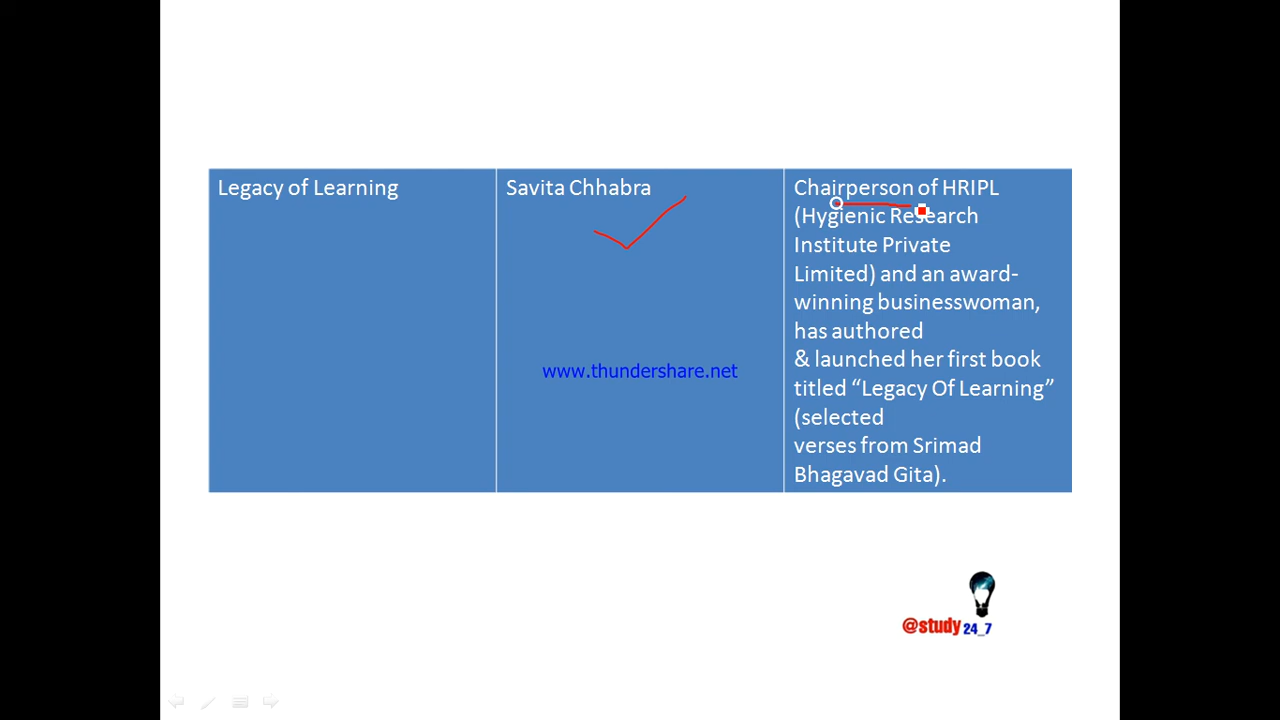 Legacy of Learning
Savita Chhabra
Chairperson of HRIPL
(Hygienic Research
Institute Private
Limited) and an award-
winning businesswoman,
has authored
& launched her first book
titled “Legacy Of Learning”
(selected
verses from Srimad
Bhagavad Gita).
www.thundershare.net
@study 24_7